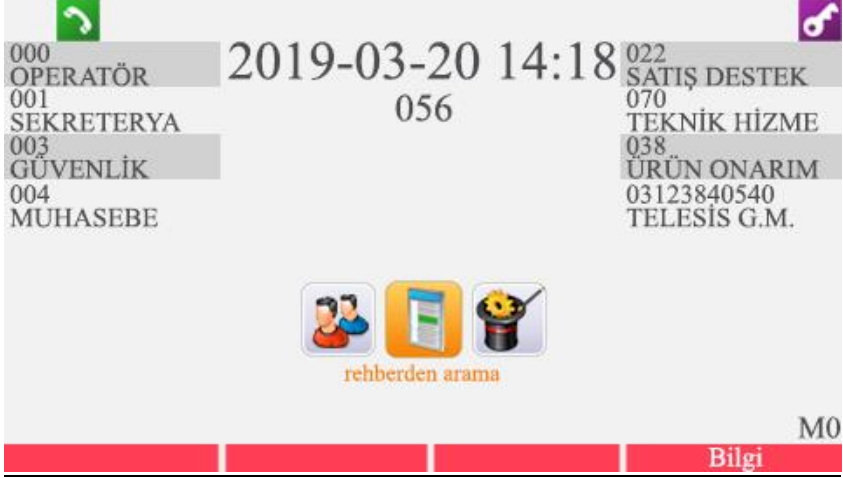 000
OPERATÖR
001
SEKRETERYA
003
GÜVENLİK
004
MUHASEBE
2019-03-20 14:18
056
022
SATIŞ DESTEK
070
TEKNİK HİZME
038
ÜRÜN ONARIM
03123840540
TELESİS G.M.
rehberden arama
M0
Bilgi